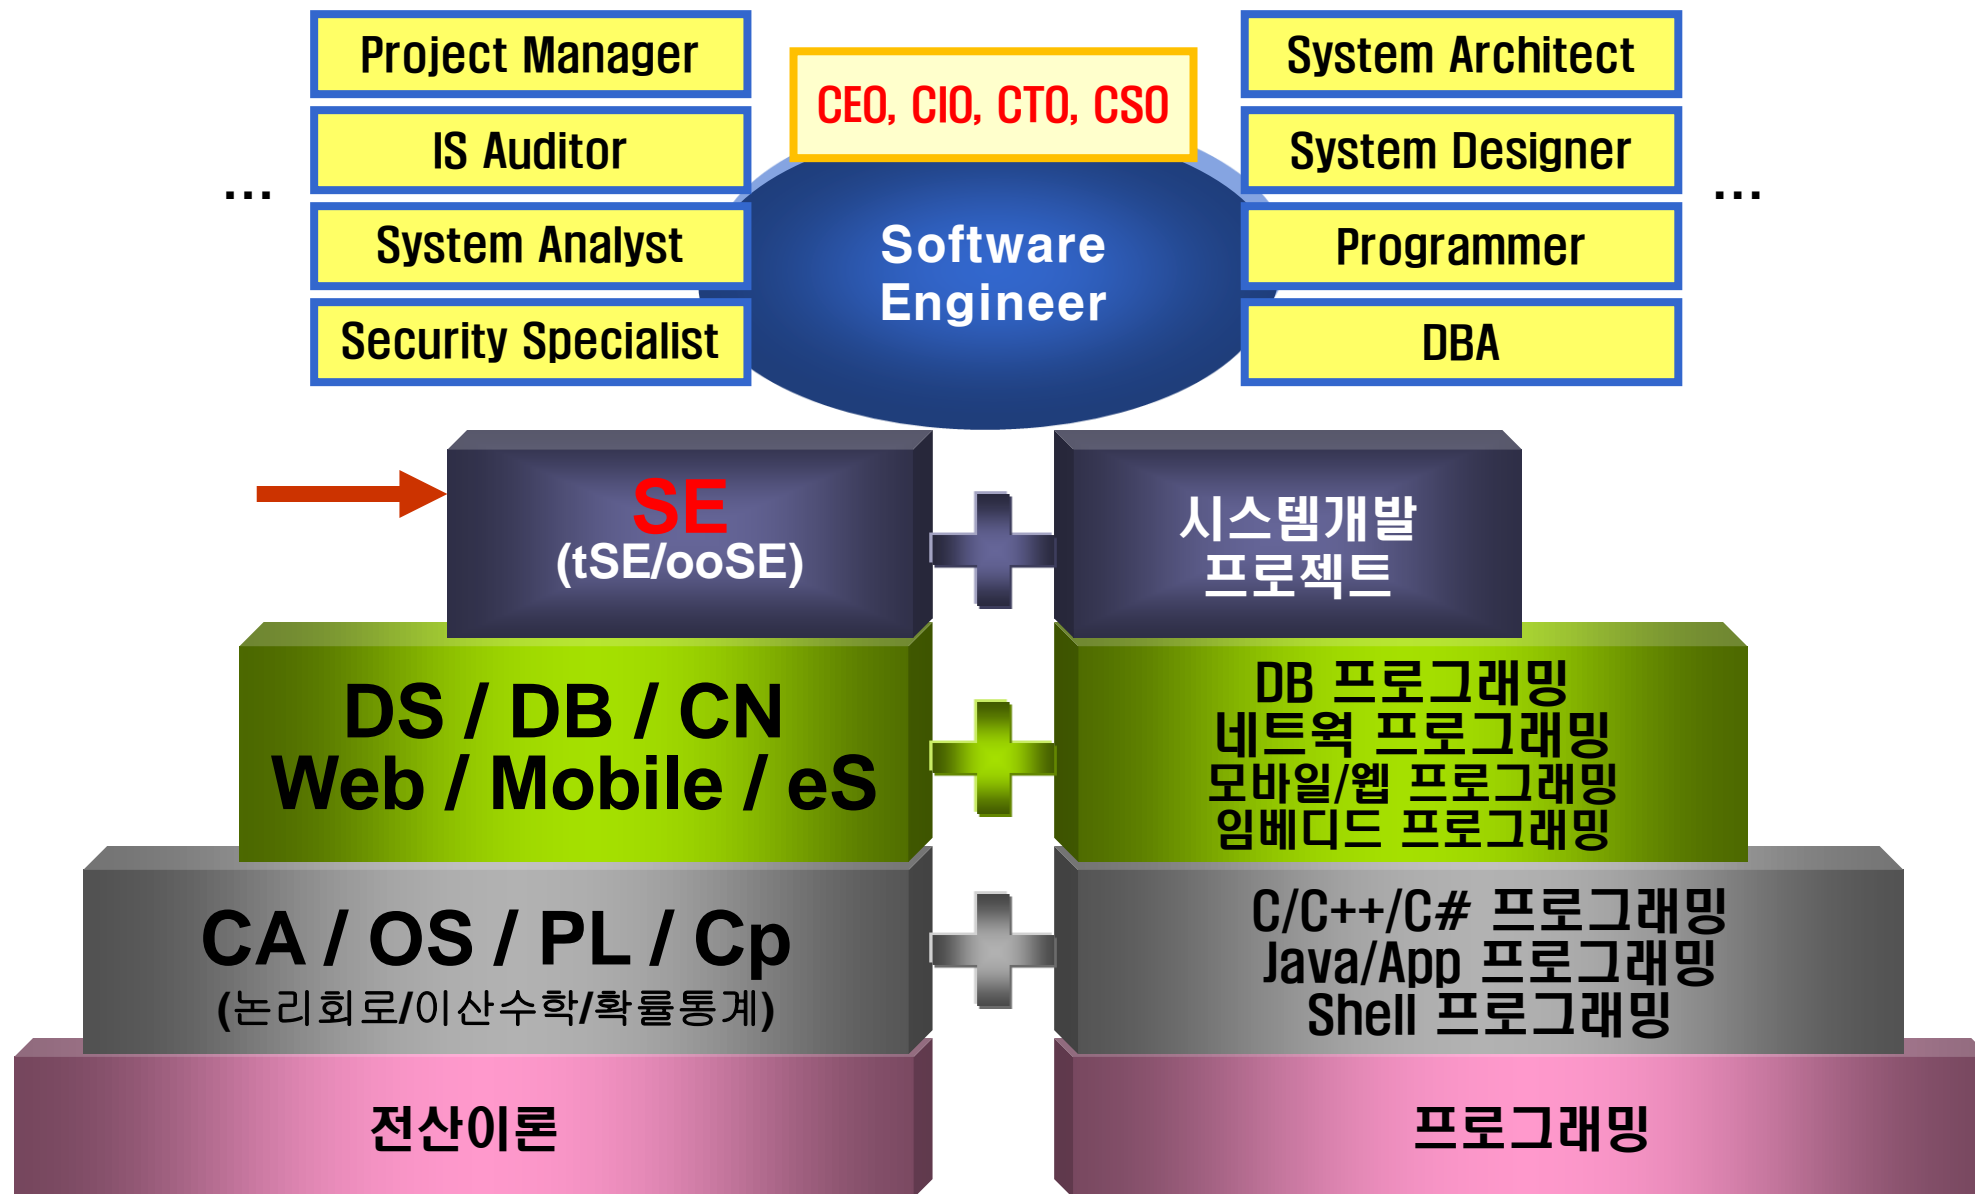 Project Manager
IS Auditor
System Analyst
Security Specialist
...
CEO, CIO, CTO, CSO
Software
Engineer
System Architect
System Designer
Programmer
DBA
...
SE
(tSE/ooSE)
시스템개발
프로젝트
DS / DB / CN
Web / Mobile / eS
DB 프로그래밍
네트웍 프로그래밍
모바일/웹 프로그래밍
임베디드 프로그래밍
CA / OS / PL / Cp
(논리회로/이산수학/확률통계)
C/C++/C# 프로그래밍
Java/App 프로그래밍
Shell 프로그래밍
전산이론
프로그래밍